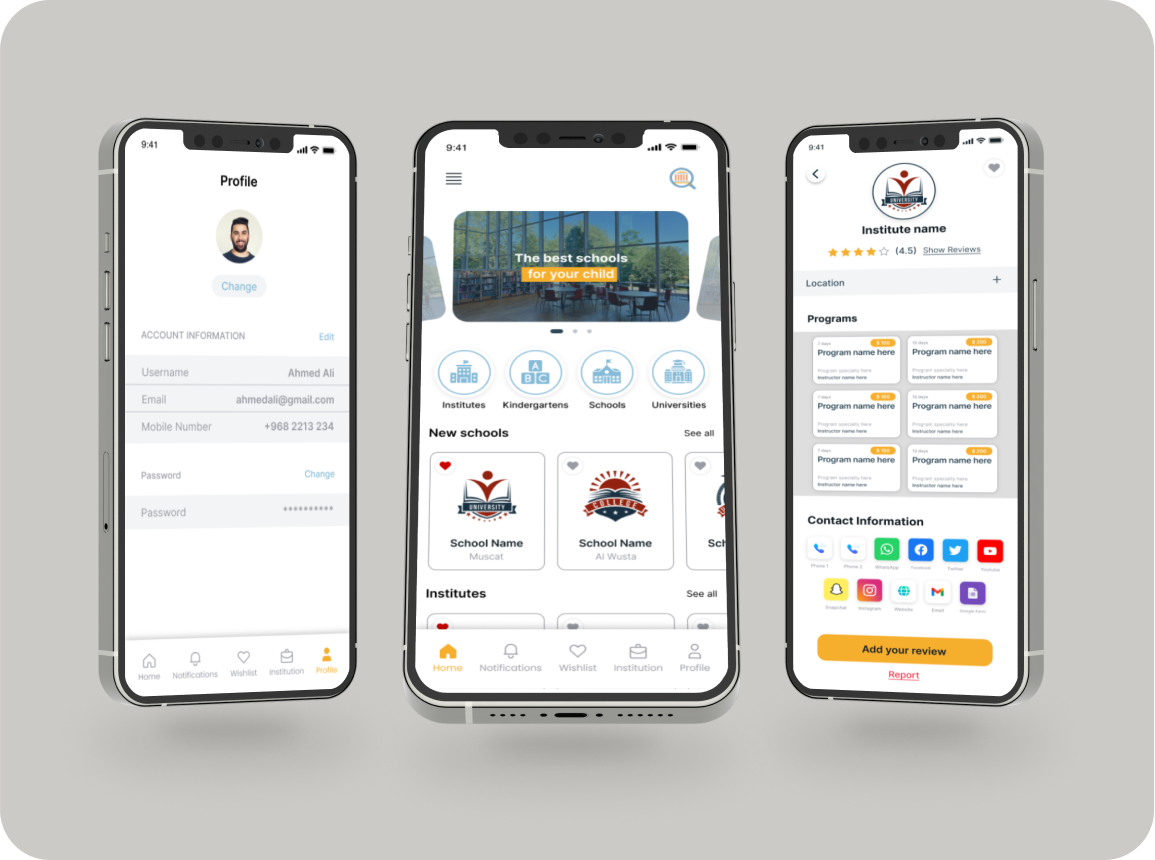 9:41
Profile
Change
ACCOUNT INFORMATION
Edit
Username
Ahmed Ali
Email
ahmedali@gmail.com
Mobile Number
+968 2213 234
Password
Change
Password
**********
Home
Notifications
Wishlist
Institution
Profile
9:41
The best schools
for your child
Institutes
Kindergartens
Schools
Universities
A
B C
New schools
See all
UNIVERSITY
School Name
Muscat
COLLEGE
School Name
Al Wusta
Sch
Institutes
See all
Home
Notifications
Wishlist
Institution
Profile
9:41
UNIVERSITY
Institute name
(4.5) Show Reviews
Location
+
Programs
7 days
$ 100
Program name here
Program specialty here
Instructor name here
10 days
$ 200
Program name here
Program specialty here
Instructor name here
7 days
$ 100
Program name here
Program specialty here
Instructor name here
10 days
$ 200
Program name here
Program specialty here
Instructor name here
7 days
$ 100
Program name here
Program specialty here
Instructor name here
10 days
$ 200
Program name here
Program specialty here
Instructor name here
Contact Information
Phone 1
Phone 2
WhatsApp
Facebook
Twitter
Youtube
Snapchat
Instagram
Website
Email
Google Form
Add your review
Report